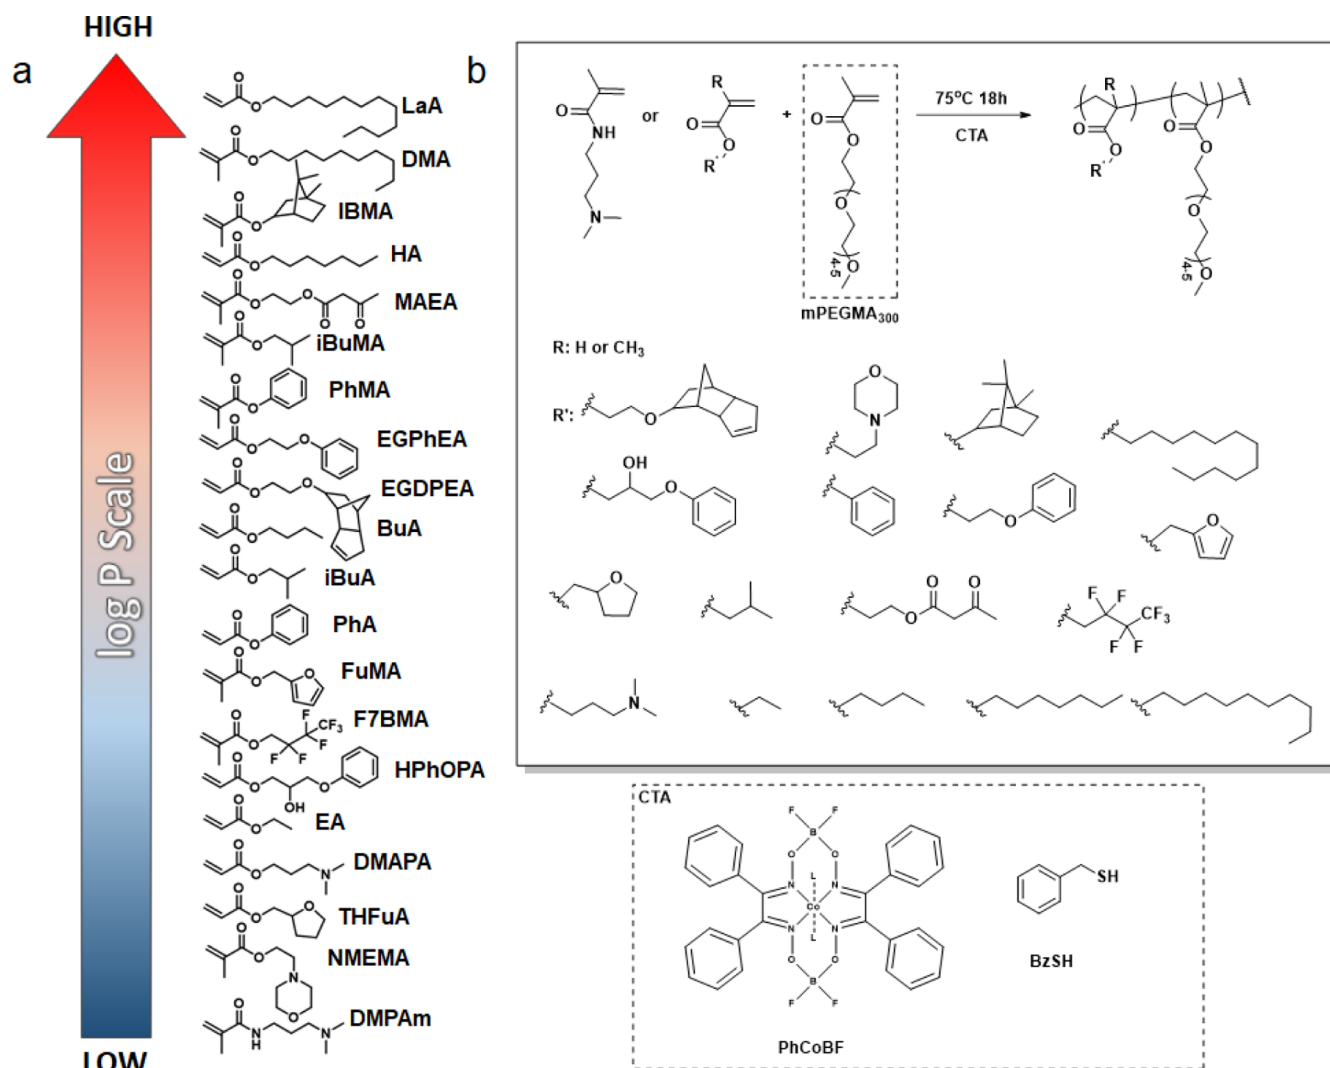 HIGH
a
log P Scale
LOW
LaA
DMA
IBMA
HA
MAEA
iBuMA
PhMA
EGPhEA
EGDPEA
BuA
iBuA
PhA
FuMA
F7BMA
HPhOPA
EA
DMAPA
THFuA
NMEMA
DMPAm
b
or
+
75°C 18h
CTA
mPEGMA300
R: H or CH3
R':
CTA
PhCoBF
BzSH